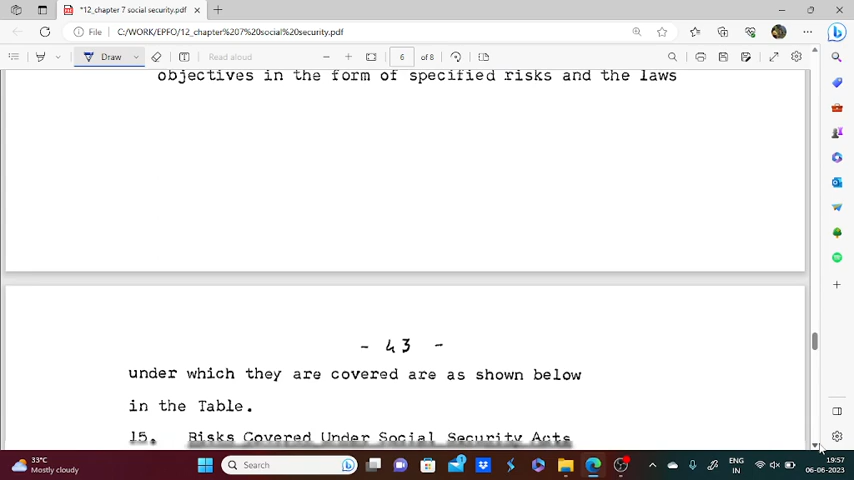 *12_chapter 7 social security.pdf
File
C:/WORK/EPFO/12_chapter%207%20social%20security.pdf
Draw
Read aloud
6
of 8
objectives in the form of specified risks and the laws
- 43 -
under which they are covered are as shown below
in the Table.
15. Risks Covered Under Social Security Acts
33°C
Mostly cloudy
Search
ENG
IN
19:57
06-06-2023